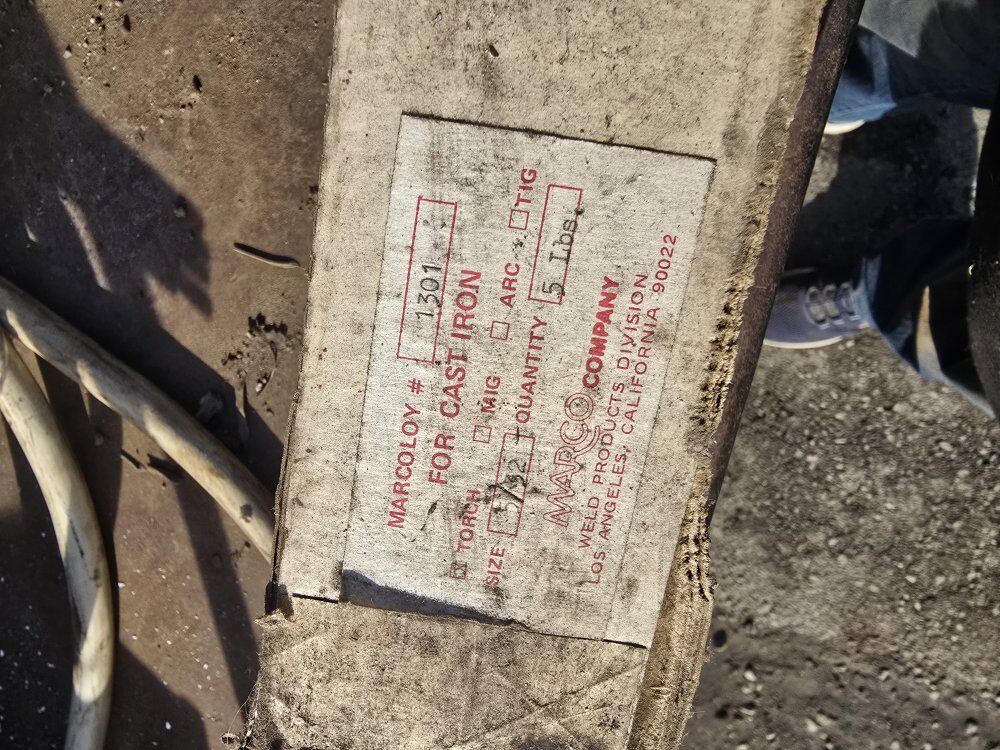 MARCOLOY # 1301
FOR CAST IRON
☒ TORCH ☐ MIG ☐ ARC ☐ TIG
SIZE 5/32 QUANTITY 5 Lbs.
MARCO COMPANY
WELD PRODUCTS DIVISION
LOS ANGELES, CALIFORNIA 90022